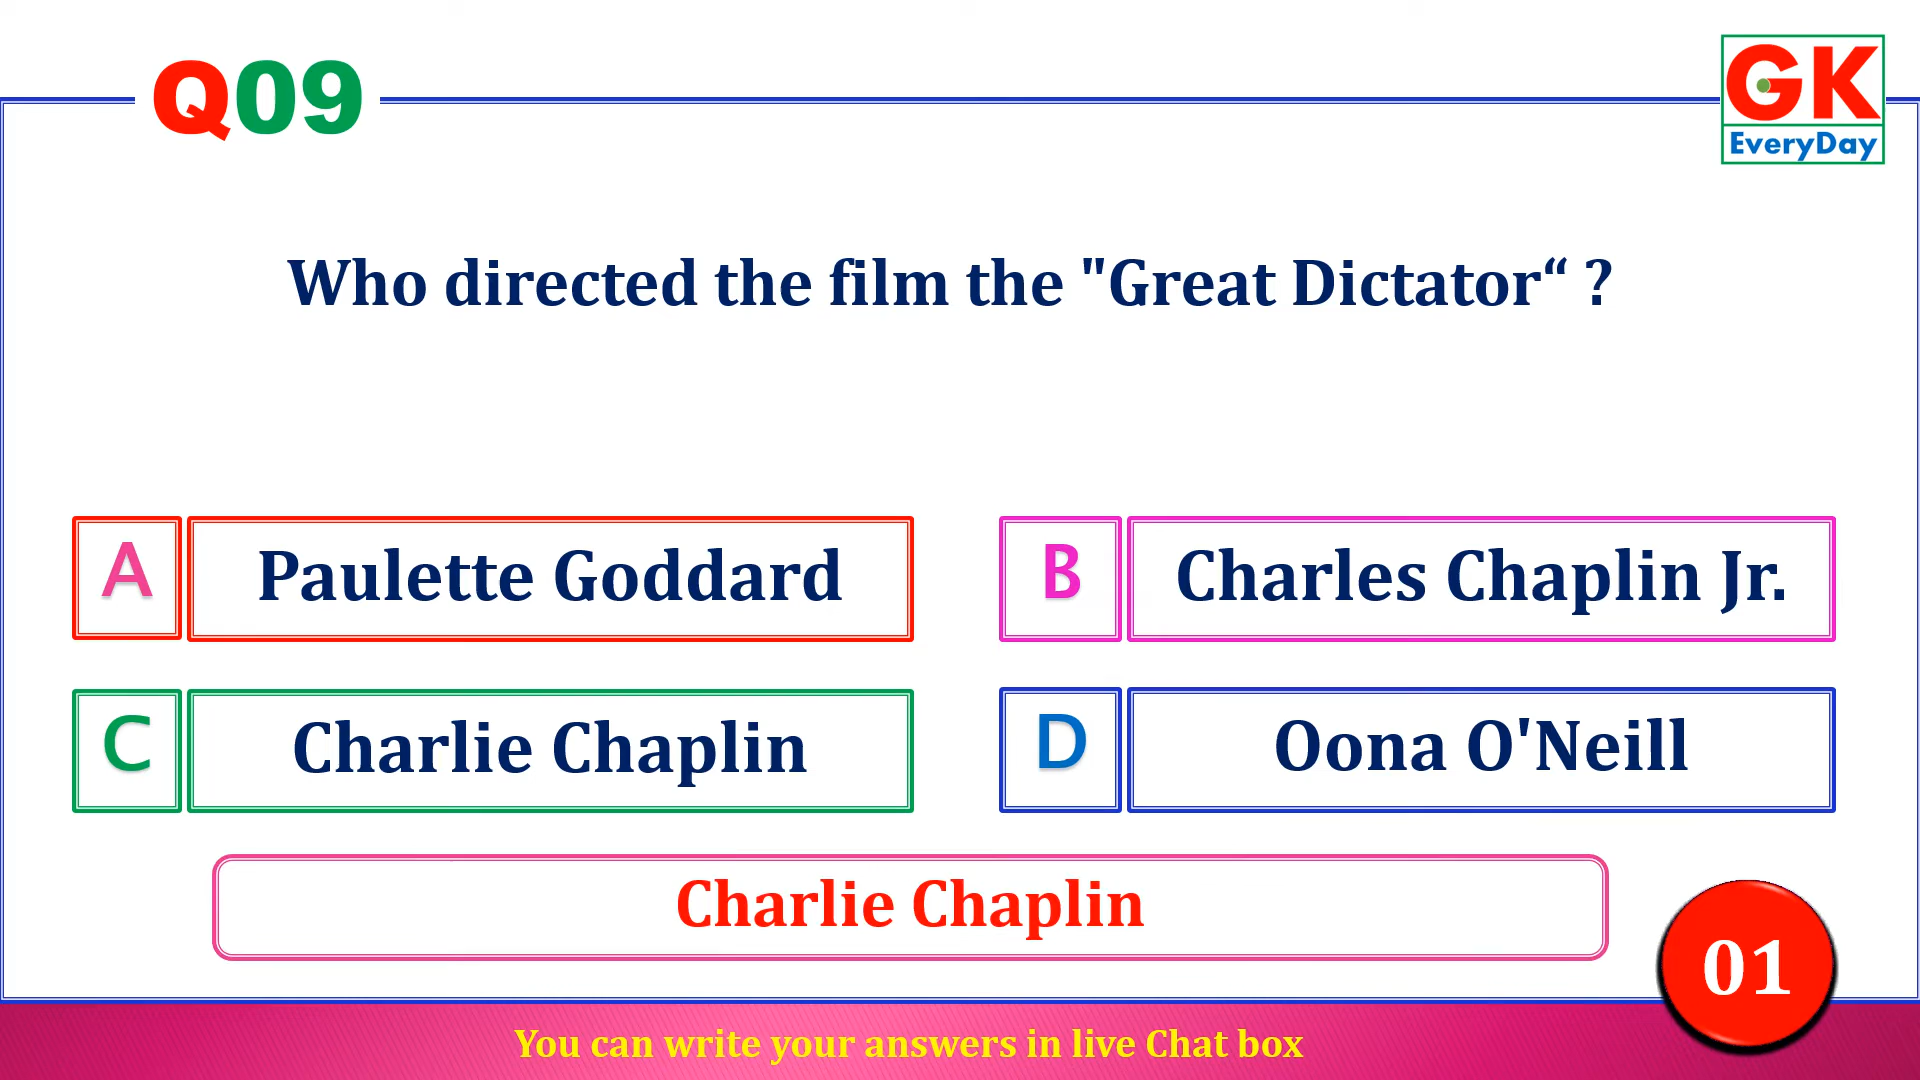 Q09
GK
EveryDay
Who directed the film the "Great Dictator“ ?
A Paulette Goddard
B Charles Chaplin Jr.
C Charlie Chaplin
D Oona O'Neill
Charlie Chaplin
01
You can write your answers in live Chat box